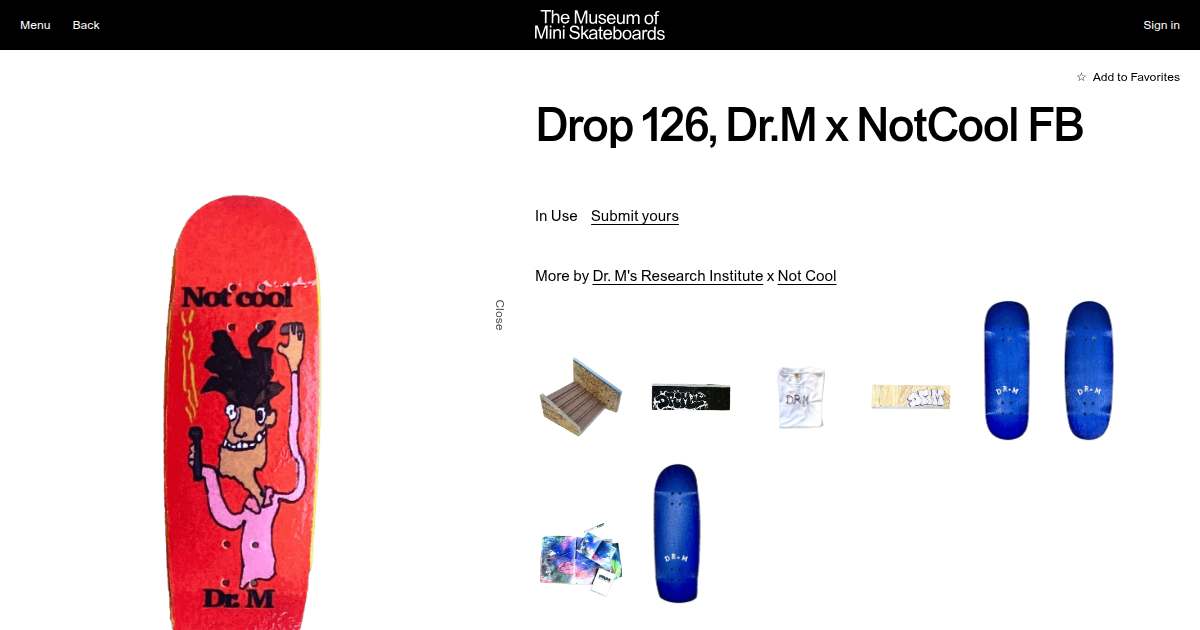 Menu
Back
The Museum of
Mini Skateboards
Sign in
☆ Add to Favorites
Drop 126, Dr.M x NotCool FB
In Use Submit yours
More by Dr. M's Research Institute x Not Cool
Close
Not cool
Dr. M
DR.M
DR.M
DRM
DR.M